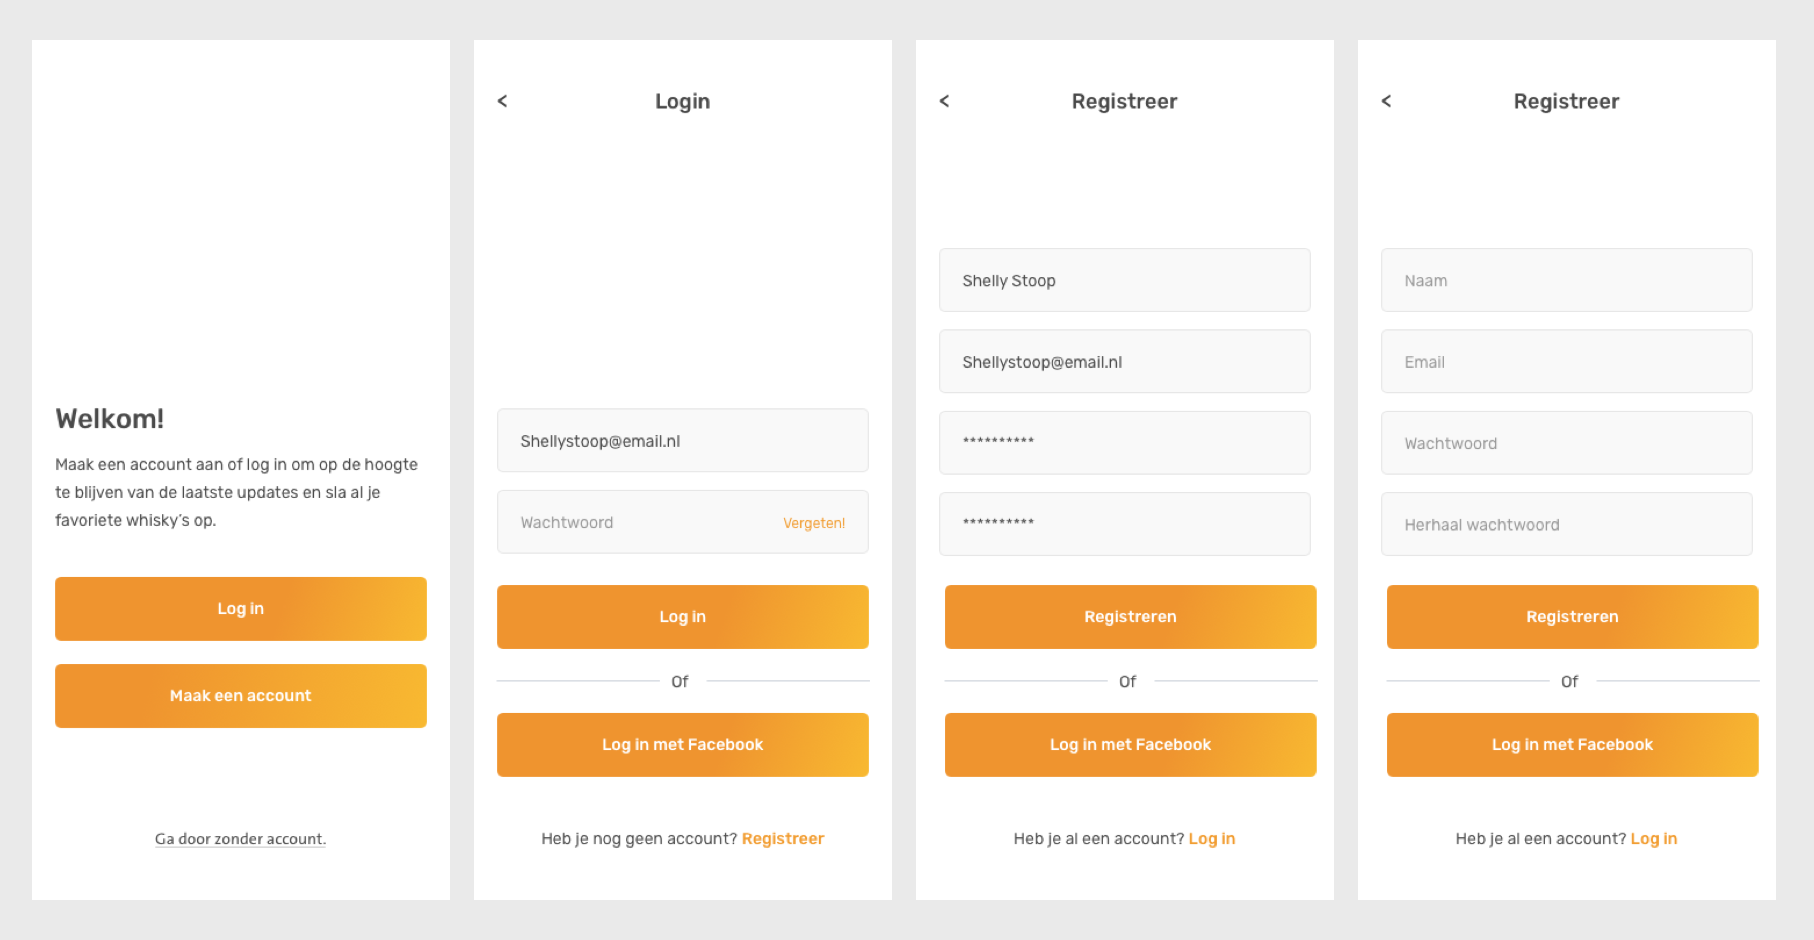 Welkom!
Maak een account aan of log in om op de hoogte
te blijven van de laatste updates en sla al je
favoriete whisky's op.
Log in
Maak een account
Ga door zonder account.
<
Login
Shellystoop@email.nl
Wachtwoord Vergeten!
Log in
Of
Log in met Facebook
Heb je nog geen account? Registreer
<
Registreer
Shelly Stoop
Shellystoop@email.nl
**********
**********
Registreren
Of
Log in met Facebook
Heb je al een account? Log in
<
Registreer
Naam
Email
Wachtwoord
Herhaal wachtwoord
Registreren
Of
Log in met Facebook
Heb je al een account? Log in